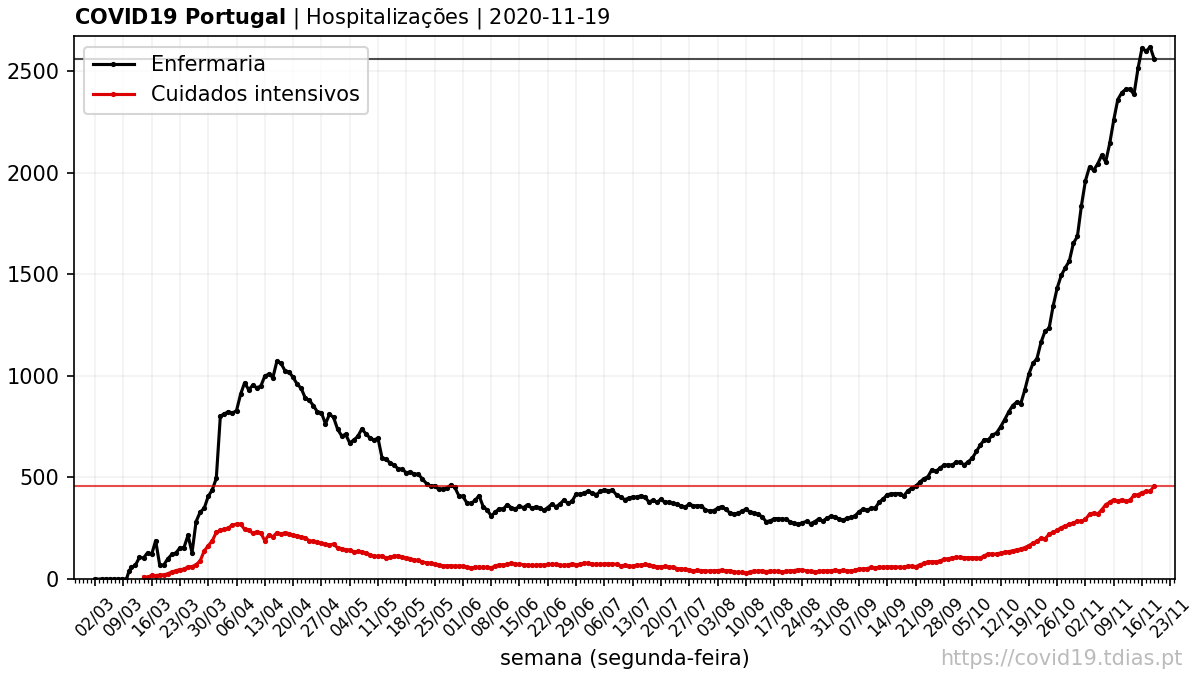 COVID19 Portugal | Hospitalizações | 2020-11-19
Enfermaria
Cuidados intensivos
2500
2000
1500
1000
500
0
02/03 09/03 16/03 23/03 30/03 06/04 13/04 20/04 27/04 04/05 11/05 18/05 25/05 01/06 08/06 15/06 22/06 29/06 06/07 13/07 20/07 27/07 03/08 10/08 17/08 24/08 31/08 07/09 14/09 21/09 28/09 05/10 12/10 19/10 26/10 02/11 09/11 16/11 23/11
semana (segunda-feira)
https://covid19.tdias.pt